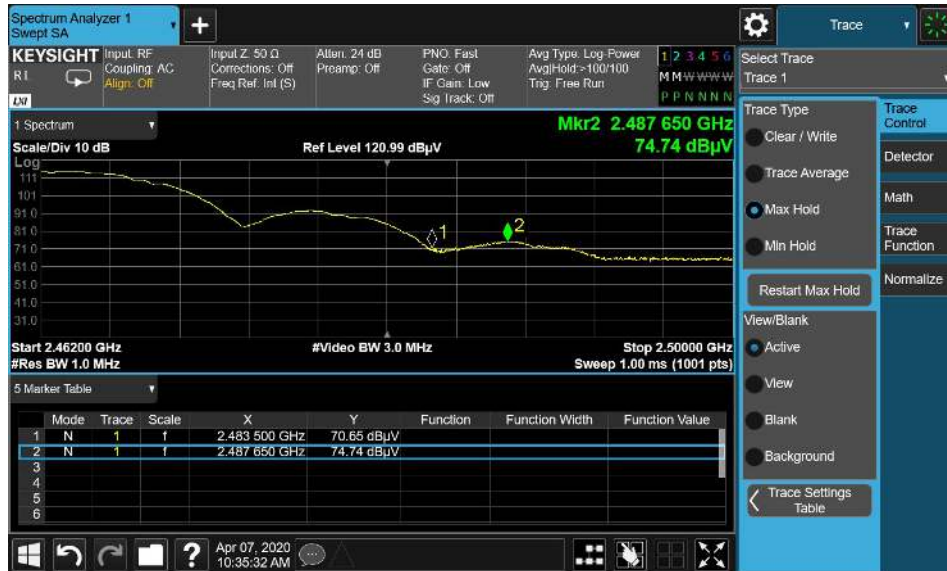 Spectrum Analyzer 1
Swept SA
KEYSIGHT
RL
LXI
Input: RF
Coupling: AC
Align: Off
Input Z: 50 Ω
Corrections: Off
Freq Ref: Int (S)
Atten: 24 dB
Preamp: Off
PNO: Fast
Gate: Off
IF Gain: Low
Sig Track: Off
Avg Type: Log-Power
Avg|Hold:>100/100
Trig: Free Run
1 2 3 4 5 6
M M W W W W
P P N N N N
1 Spectrum
Scale/Div 10 dB
Ref Level 120.99 dBµV
Mkr2 2.487 650 GHz
74.74 dBµV
Log
111
101
91.0
81.0
71.0
61.0
51.0
41.0
31.0
1
2
Start 2.46200 GHz
#Video BW 3.0 MHz
Stop 2.50000 GHz
#Res BW 1.0 MHz
Sweep 1.00 ms (1001 pts)
5 Marker Table
Mode Trace Scale X Y Function Function Width Function Value
1 N 1 f 2.483 500 GHz 70.65 dBµV
2 N 1 f 2.487 650 GHz 74.74 dBµV
3
4
5
6
Apr 07, 2020
10:35:32 AM
?
Trace
Select Trace
Trace 1
Trace Type
Clear / Write
Trace Average
Max Hold
Min Hold
Restart Max Hold
View/Blank
Active
View
Blank
Background
Trace Settings
Table
Trace
Control
Detector
Math
Trace
Function
Normalize